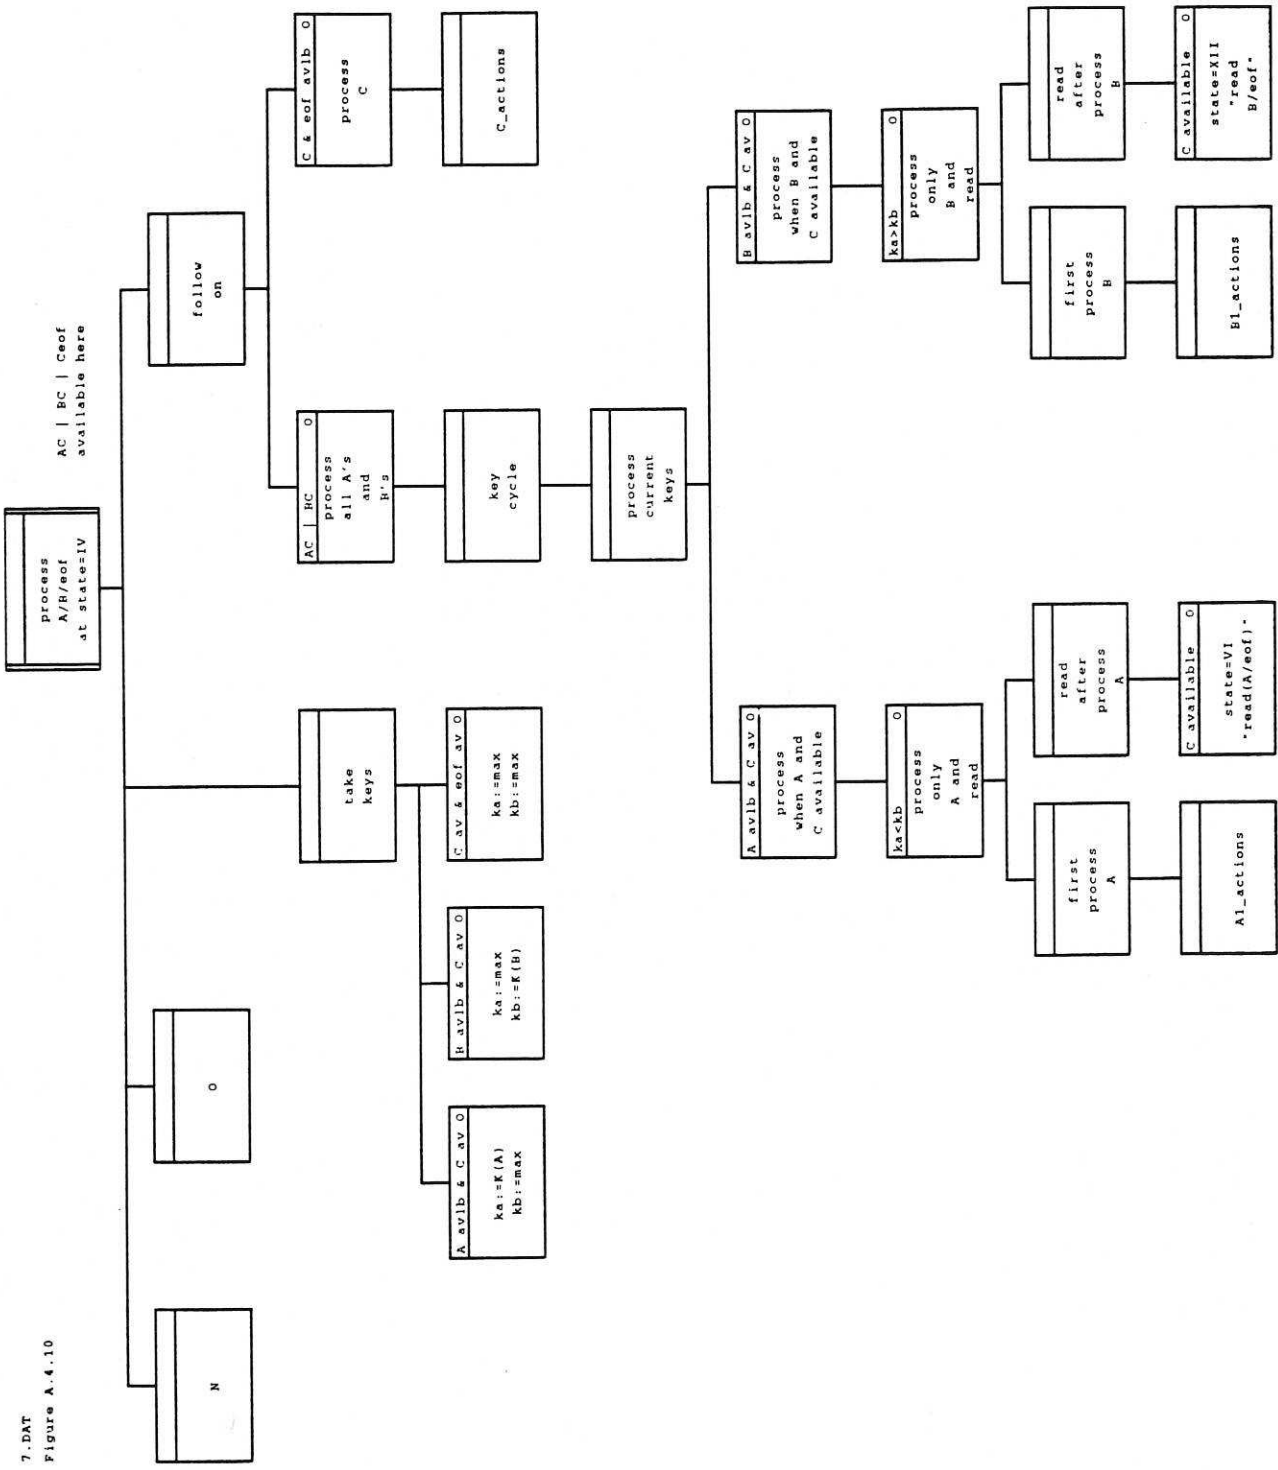 7.DAT
Figure A.4.10
process
A/B/eof
at state=IV
AC | BC | Ceof
available here
N
O
take
keys
follow
on
A avlb & C av O
ka:=K(A)
kb:=max
B avlb & C av O
ka:=max
kb:=K(B)
C av & eof av O
ka:=max
kb:=max
AC | BC O
process
all A's
and
B's
C & eof avlb O
process
C
key
cycle
C_actions
process
current
keys
A avlb & C av O
process
when A and
C available
B avlb & C av O
process
when B and
C available
ka<kb O
process
only
A and
read
ka>kb O
process
only
B and
read
first
process
A
read
after
process
A
first
process
B
read
after
process
B
A1_actions
C available O
state=VI
"read(A/eof)"
B1_actions
C available O
state=XII
"read
B/eof"